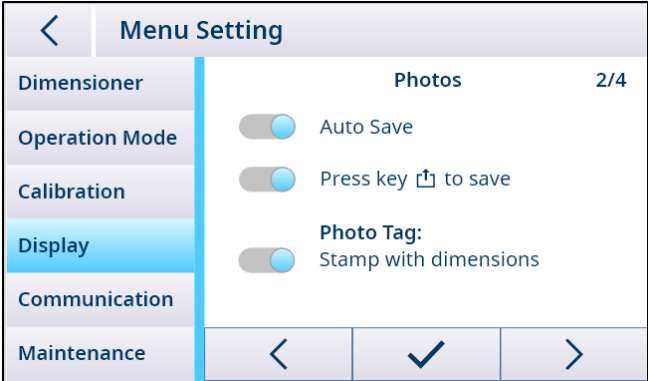 Menu Setting
Dimensioner
Operation Mode
Calibration
Display
Communication
Maintenance
Photos 2/4
Auto Save
Press key to save
Photo Tag:
Stamp with dimensions